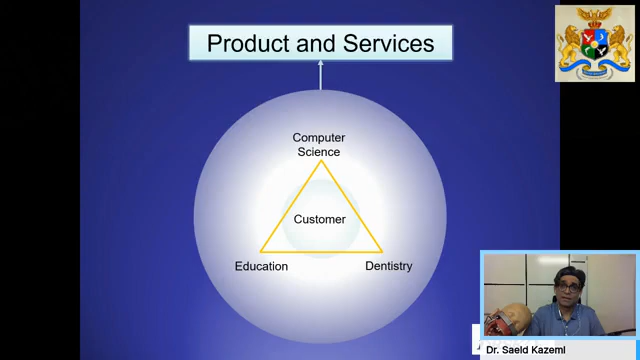 Product and Services
Computer
Science
Customer
Education
Dentistry
Dr. Saeid Kazemi